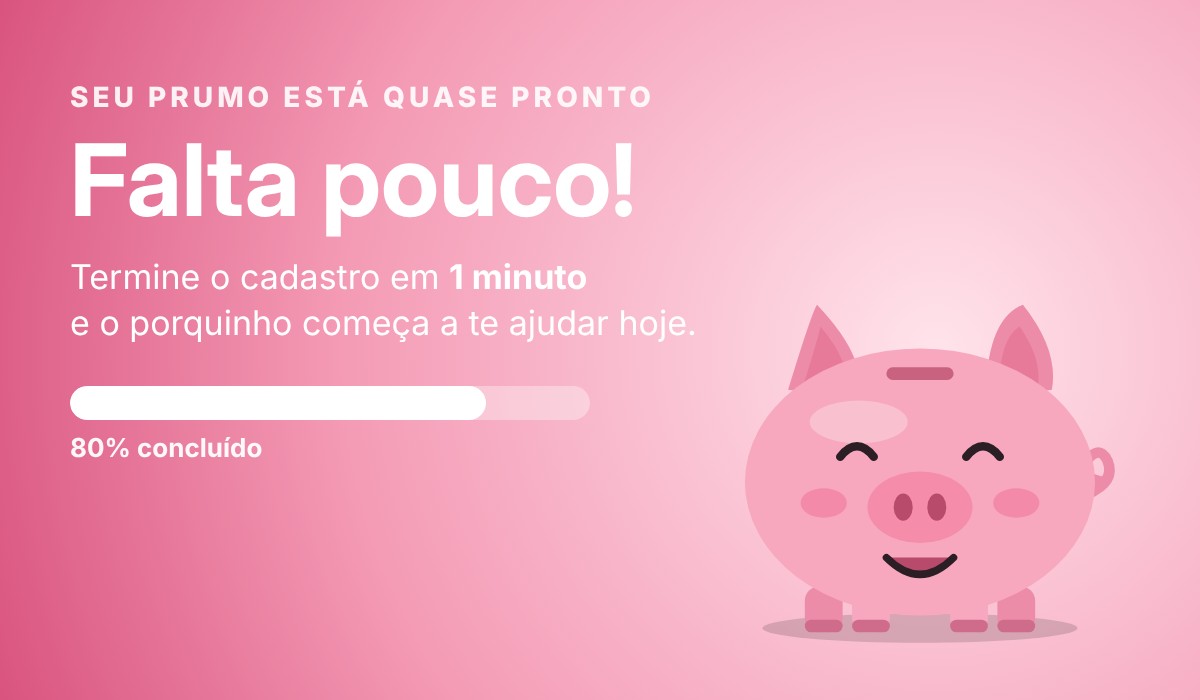 SEU PRUMO ESTÁ QUASE PRONTO
Falta pouco!
Termine o cadastro em 1 minuto
e o porquinho começa a te ajudar hoje.
80% concluído